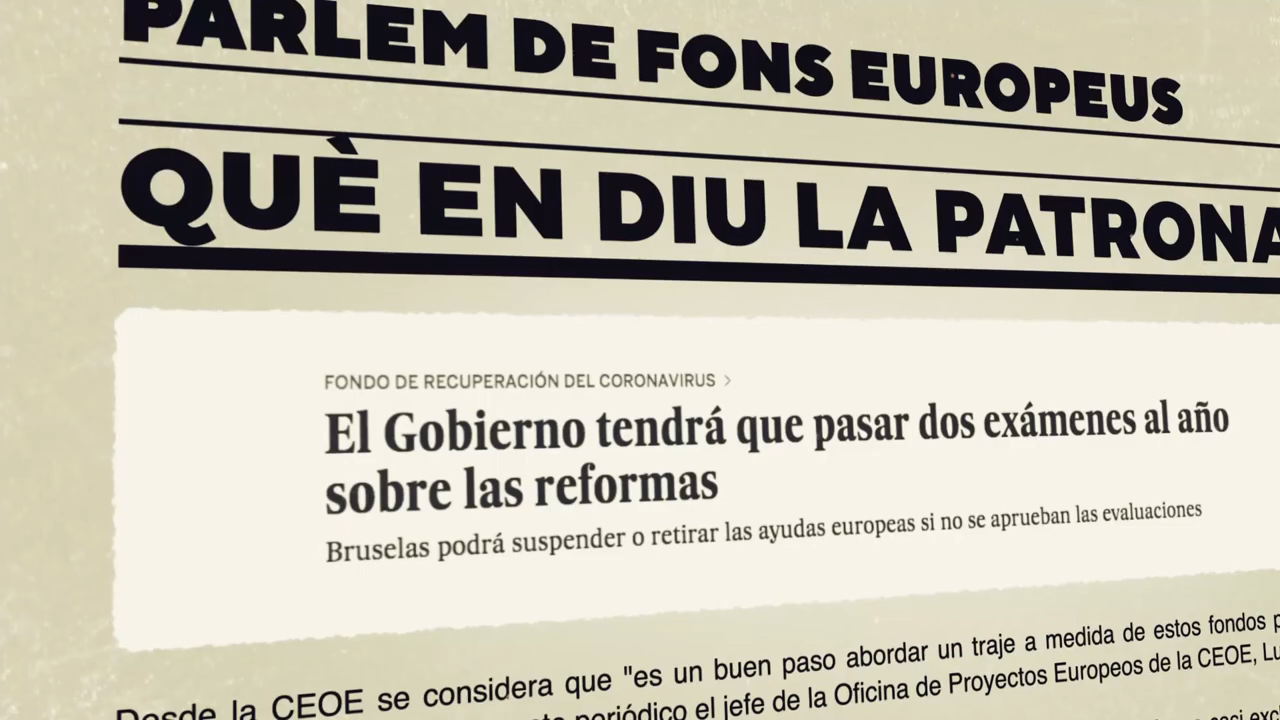 PARLEM DE FONS EUROPEUS
QUÈ EN DIU LA PATRONA
FONDO DE RECUPERACIÓN DEL CORONAVIRUS >
El Gobierno tendrá que pasar dos exámenes al año
sobre las reformas
Bruselas podrá suspender o retirar las ayudas europeas si no se aprueban las evaluaciones
Desde la CEOE se considera que "es un buen paso abordar un traje a medida de estos fondos
periódico el jefe de la Oficina de Proyectos Europeos de la CEOE,